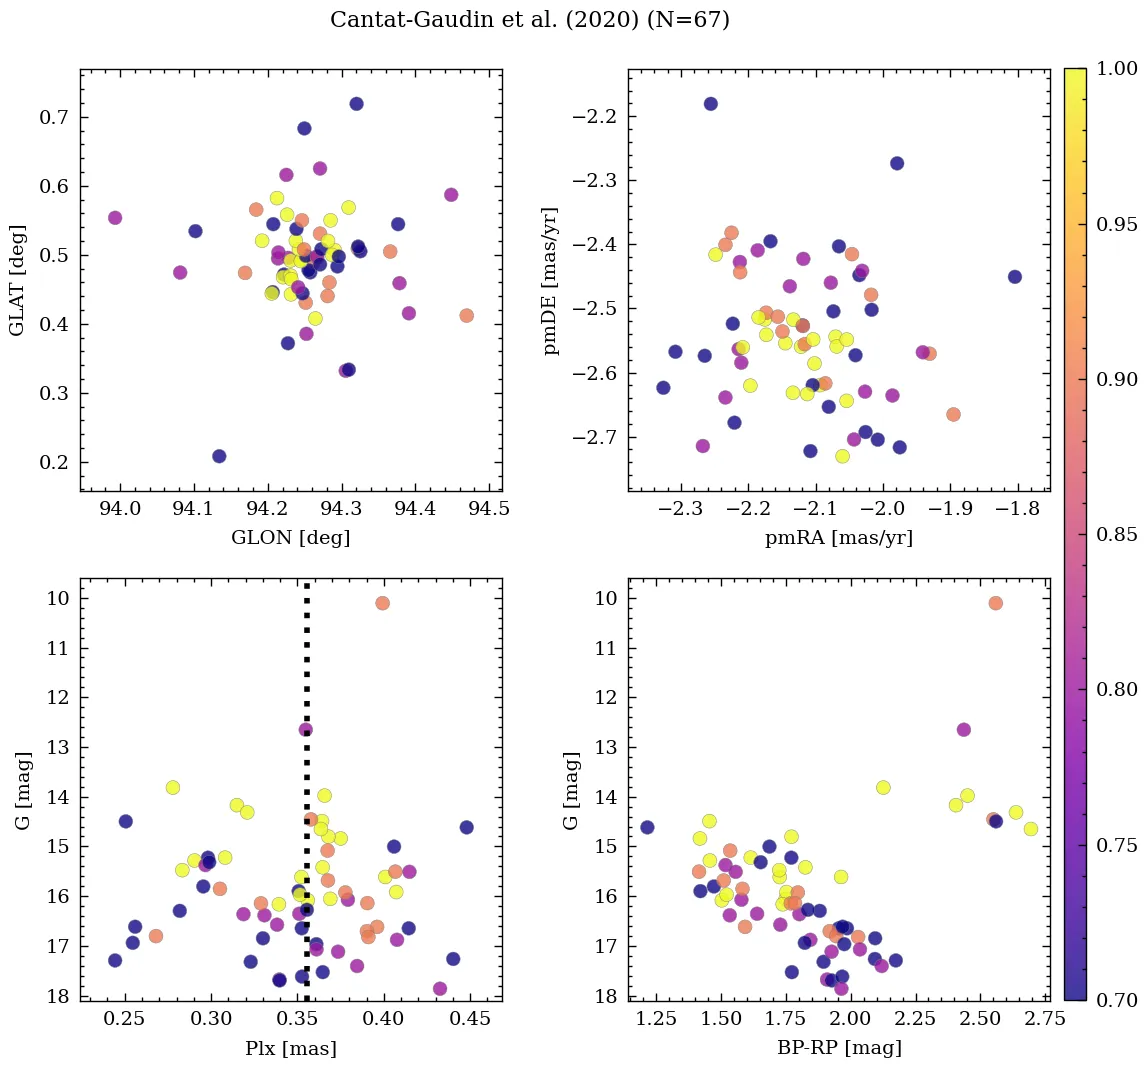 Cantat-Gaudin et al. (2020) (N=67)
0.7
0.6
0.5
0.4
0.3
0.2
GLAT [deg]
94.0 94.1 94.2 94.3 94.4 94.5
GLON [deg]
−2.2
−2.3
−2.4
−2.5
−2.6
−2.7
pmDE [mas/yr]
−2.3 −2.2 −2.1 −2.0 −1.9 −1.8
pmRA [mas/yr]
10
11
12
13
14
15
16
17
18
G [mag]
0.25 0.30 0.35 0.40 0.45
Plx [mas]
10
11
12
13
14
15
16
17
18
G [mag]
1.25 1.50 1.75 2.00 2.25 2.50 2.75
BP-RP [mag]
1.00
0.95
0.90
0.85
0.80
0.75
0.70